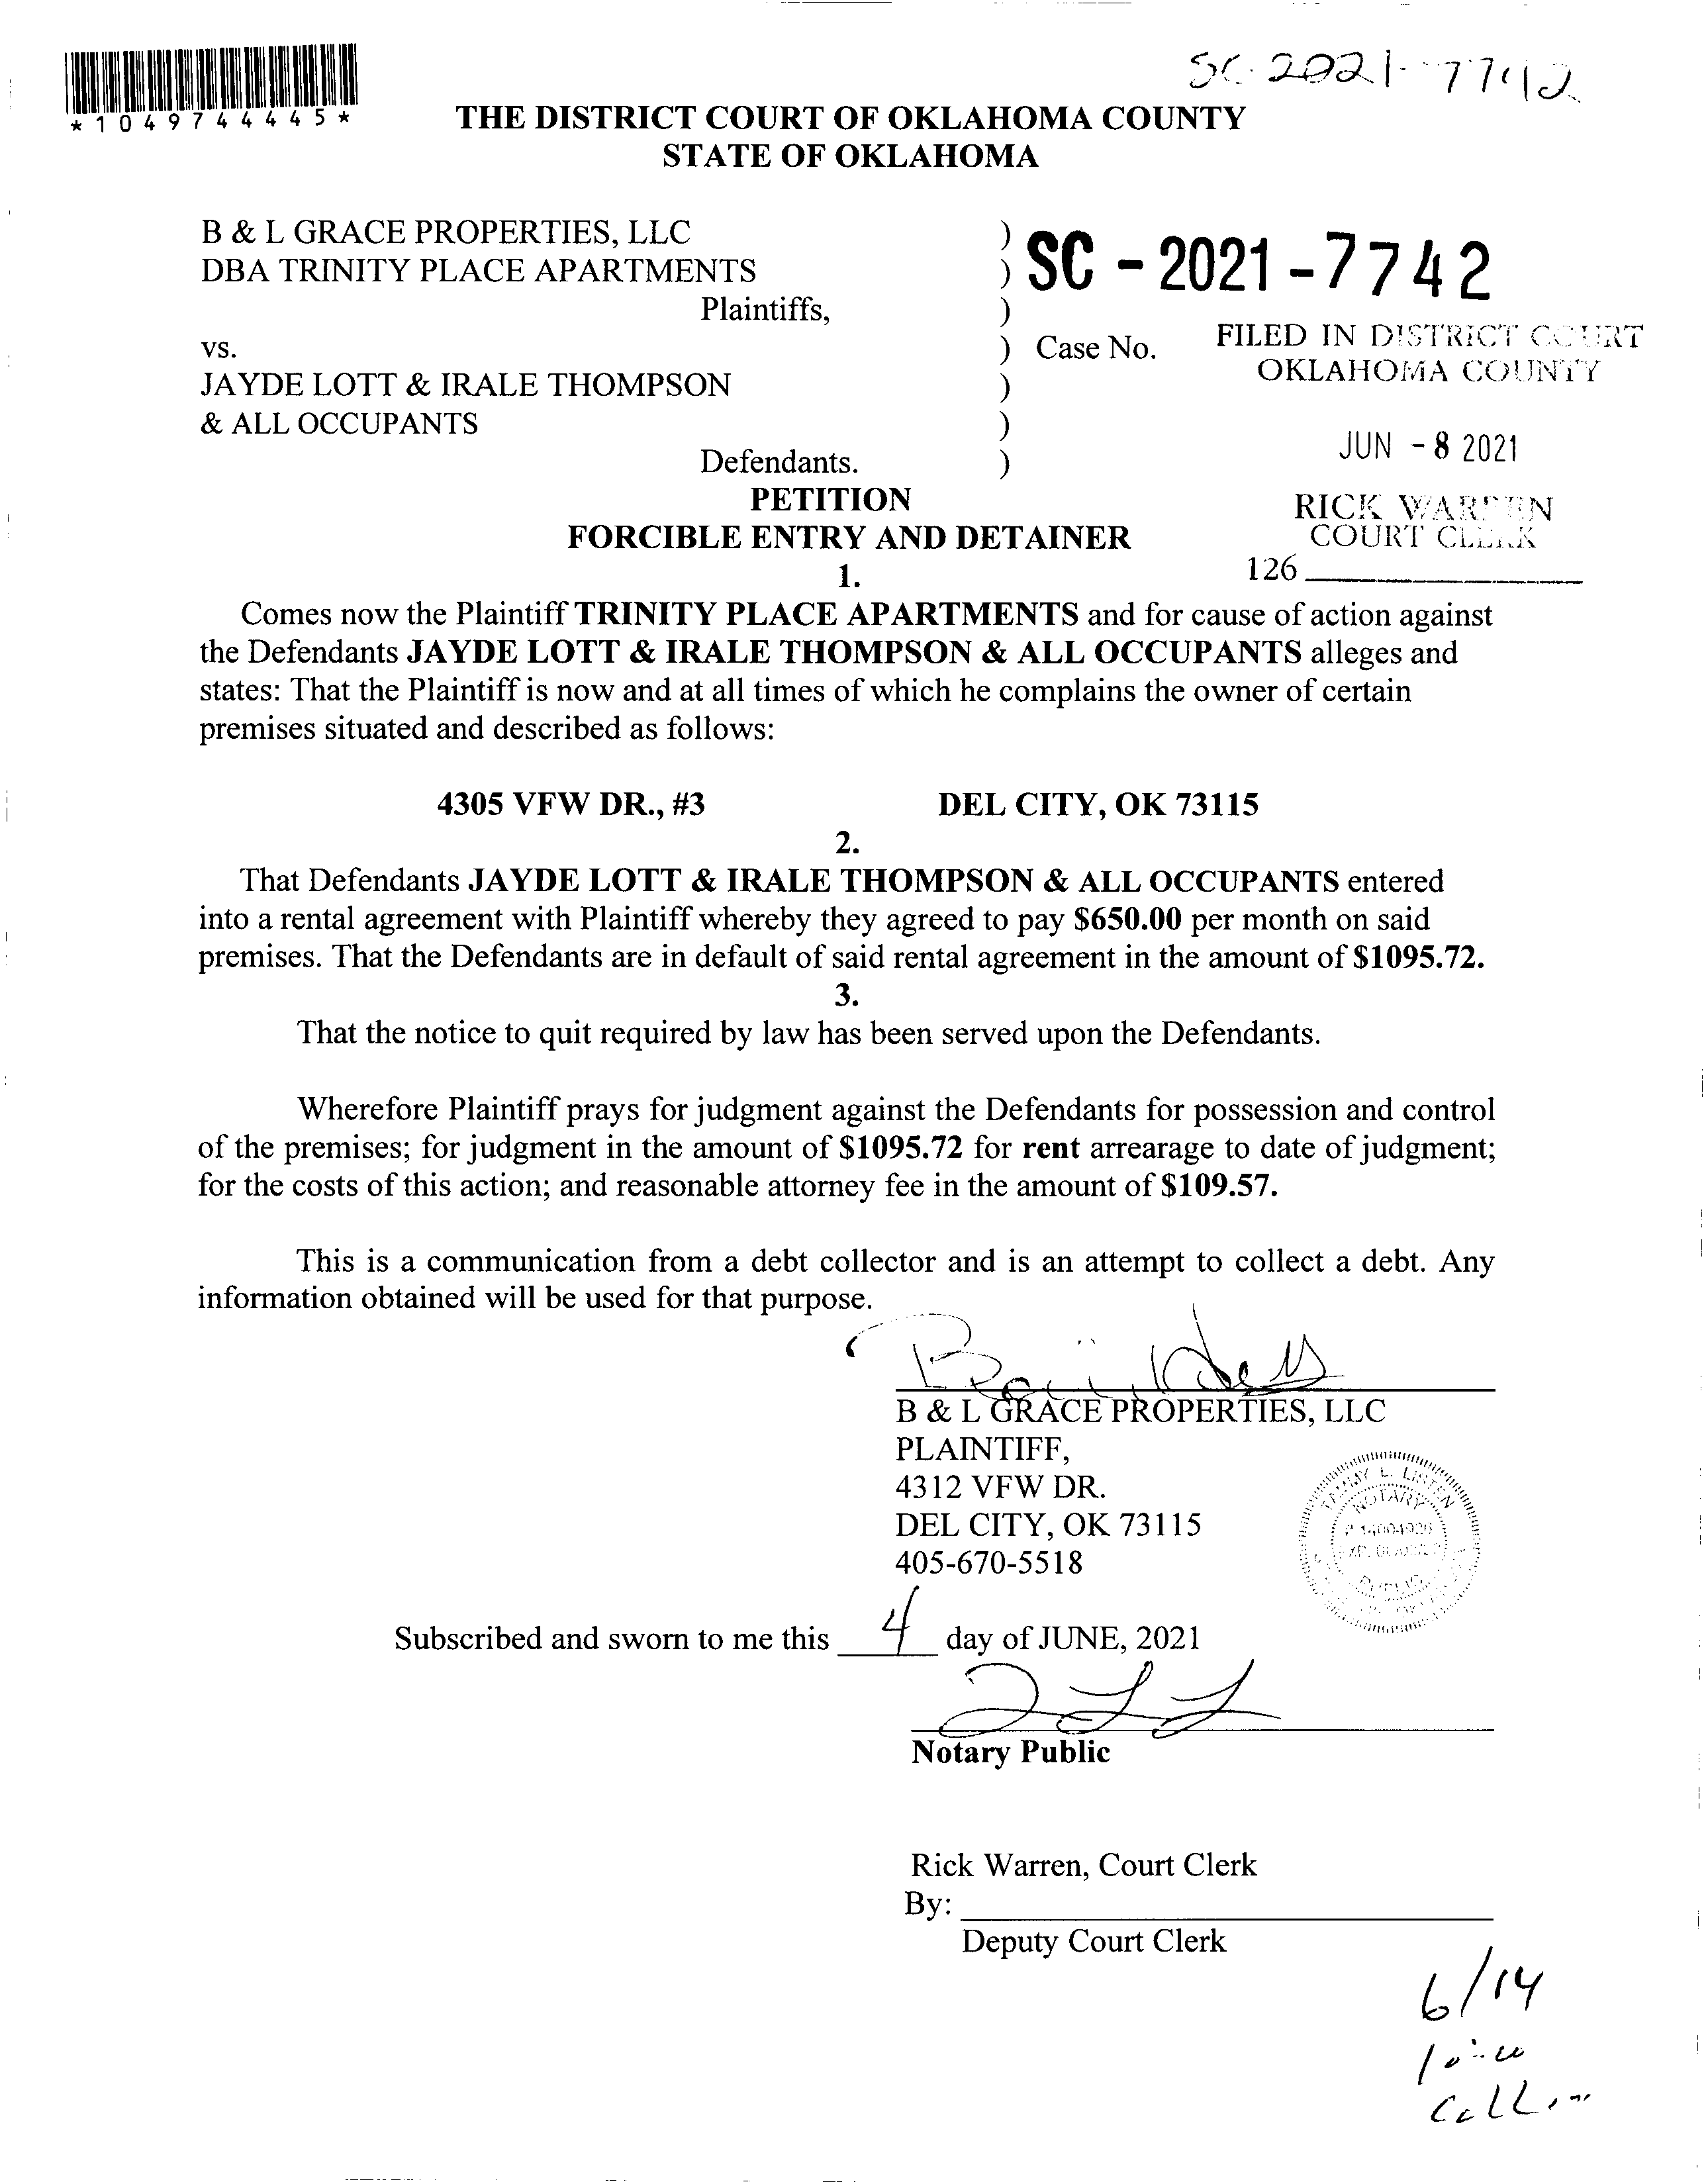 SC-2021-7742
*1049744445*
THE DISTRICT COURT OF OKLAHOMA COUNTY
STATE OF OKLAHOMA
B & L GRACE PROPERTIES, LLC )
DBA TRINITY PLACE APARTMENTS ) SC - 2021 - 7742
Plaintiffs, )
vs. ) Case No.
FILED IN DISTRICT COURT
OKLAHOMA COUNTY
JAYDE LOTT & IRALE THOMPSON )
& ALL OCCUPANTS )
JUN - 8 2021
Defendants. )
PETITION
RICK WARREN
FORCIBLE ENTRY AND DETAINER
COURT CLERK
1.
126
Comes now the Plaintiff TRINITY PLACE APARTMENTS and for cause of action against
the Defendants JAYDE LOTT & IRALE THOMPSON & ALL OCCUPANTS alleges and
states: That the Plaintiff is now and at all times of which he complains the owner of certain
premises situated and described as follows:
4305 VFW DR., #3 DEL CITY, OK 73115
2.
That Defendants JAYDE LOTT & IRALE THOMPSON & ALL OCCUPANTS entered
into a rental agreement with Plaintiff whereby they agreed to pay $650.00 per month on said
premises. That the Defendants are in default of said rental agreement in the amount of $1095.72.
3.
That the notice to quit required by law has been served upon the Defendants.
Wherefore Plaintiff prays for judgment against the Defendants for possession and control
of the premises; for judgment in the amount of $1095.72 for rent arrearage to date of judgment;
for the costs of this action; and reasonable attorney fee in the amount of $109.57.
This is a communication from a debt collector and is an attempt to collect a debt. Any
information obtained will be used for that purpose.
B & L GRACE PROPERTIES, LLC
PLAINTIFF,
4312 VFW DR.
DEL CITY, OK 73115
405-670-5518
NOTARY
PUBLIC
Subscribed and sworn to me this 4 day of JUNE, 2021
Notary Public
Rick Warren, Court Clerk
By:
Deputy Court Clerk
6/14